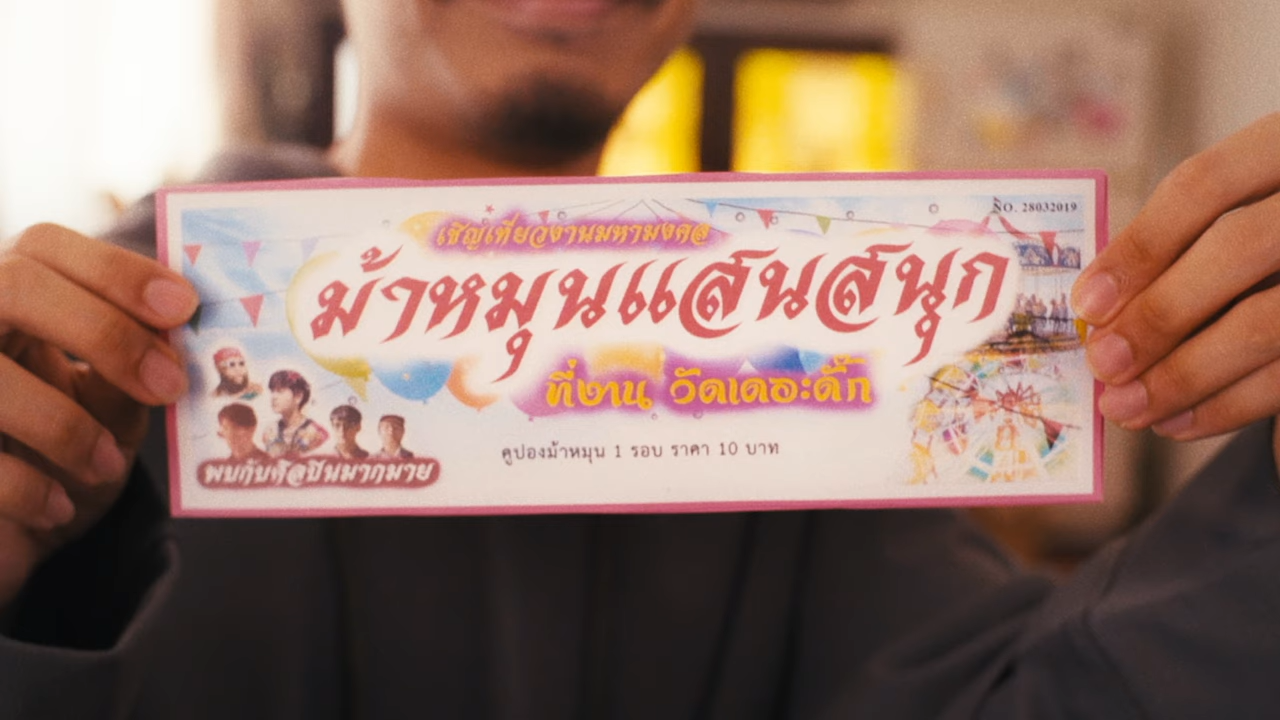 NO. 28032019
เชิญเที่ยวงานมหามงคล
ม้าหมุนแสนสนุก
ที่งาน วัดเดอะดึ๊ก
คูปองม้าหมุน 1 รอบ ราคา 10 บาท
พบกับศิลปินมากมาย